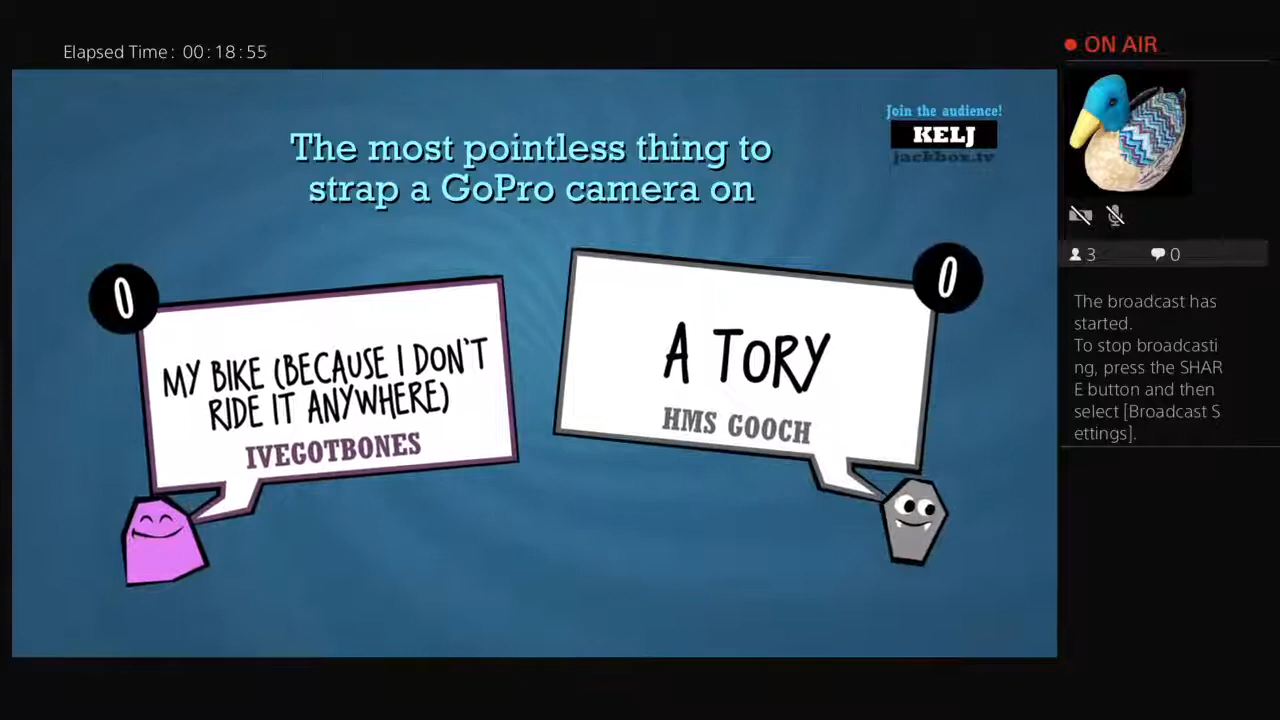 Elapsed Time: 00:18:55
ON AIR
Join the audience!
KELJ
jackbox.tv
The most pointless thing to
strap a GoPro camera on
0
0
MY BIKE (BECAUSE I DON'T
RIDE IT ANYWHERE)
IVEGOTBONES
A TORY
HMS GOOCH
3
0
The broadcast has
started.
To stop broadcasti
ng, press the SHAR
E button and then
select [Broadcast S
ettings].